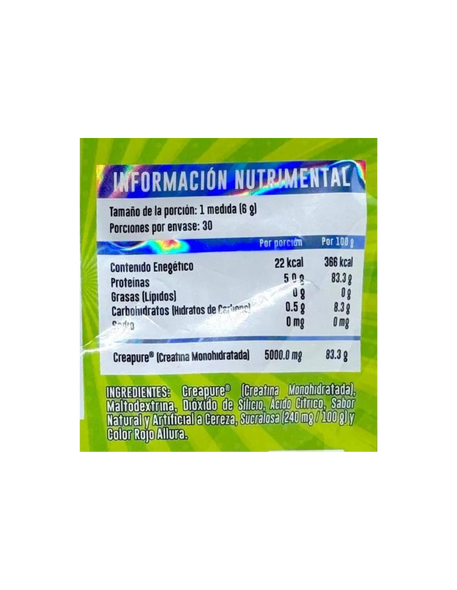 INFORMACIÓN NUTRIMENTAL
Tamaño de la porción: 1 medida (6 g)
Porciones por envase: 30
Por porción Por 100 g
Contenido Enegético 22 kcal 366 kcal
Proteínas 5.0 g 83.3 g
Grasas (Lípidos) 0 g 0 g
Carbohidratos (Hidratos de Carbono) 0.5 g 8.3 g
Sodio 0 mg 0 mg
Creapure® (Creatina Monohidratada) 5000.0 mg 83.3 g
INGREDIENTES: Creapure® (Creatina Monohidratada),
Maltodextrina, Dióxido de Silicio, Ácido Cítrico, Sabor
Natural y Artificial a Cereza, Sucralosa (240 mg / 100 g) y
Color Rojo Allura.